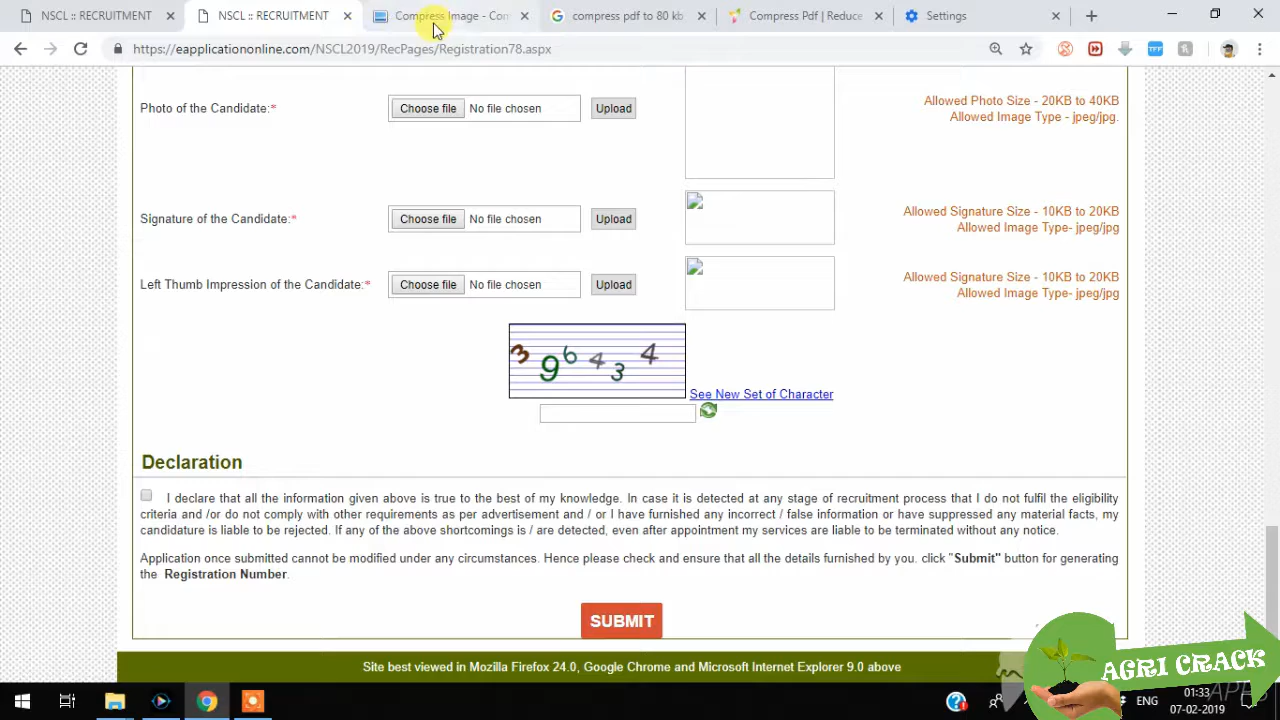 NSCL :: RECRUITMENT
NSCL :: RECRUITMENT
Compress Image - Con
compress pdf to 80 kb
Compress Pdf | Reduce
Settings
https://eapplicationonline.com/NSCL2019/RecPages/Registration78.aspx
Photo of the Candidate:*
Choose file No file chosen
Upload
Allowed Photo Size - 20KB to 40KB
Allowed Image Type - jpeg/jpg.
Signature of the Candidate:*
Choose file No file chosen
Upload
Allowed Signature Size - 10KB to 20KB
Allowed Image Type- jpeg/jpg
Left Thumb Impression of the Candidate:*
Choose file No file chosen
Upload
Allowed Signature Size - 10KB to 20KB
Allowed Image Type- jpeg/jpg
396434
See New Set of Character
Declaration
I declare that all the information given above is true to the best of my knowledge. In case it is detected at any stage of recruitment process that I do not fulfil the eligibility
criteria and /or do not comply with other requirements as per advertisement and / or I have furnished any incorrect / false information or have suppressed any material facts, my
candidature is liable to be rejected. If any of the above shortcomings is / are detected, even after appointment my services are liable to be terminated without any notice.
Application once submitted cannot be modified under any circumstances. Hence please check and ensure that all the details furnished by you. click "Submit" button for generating
the Registration Number.
SUBMIT
Site best viewed in Mozilla Firefox 24.0, Google Chrome and Microsoft Internet Explorer 9.0 above
AGRI CRACK
ENG
01:33
07-02-2019